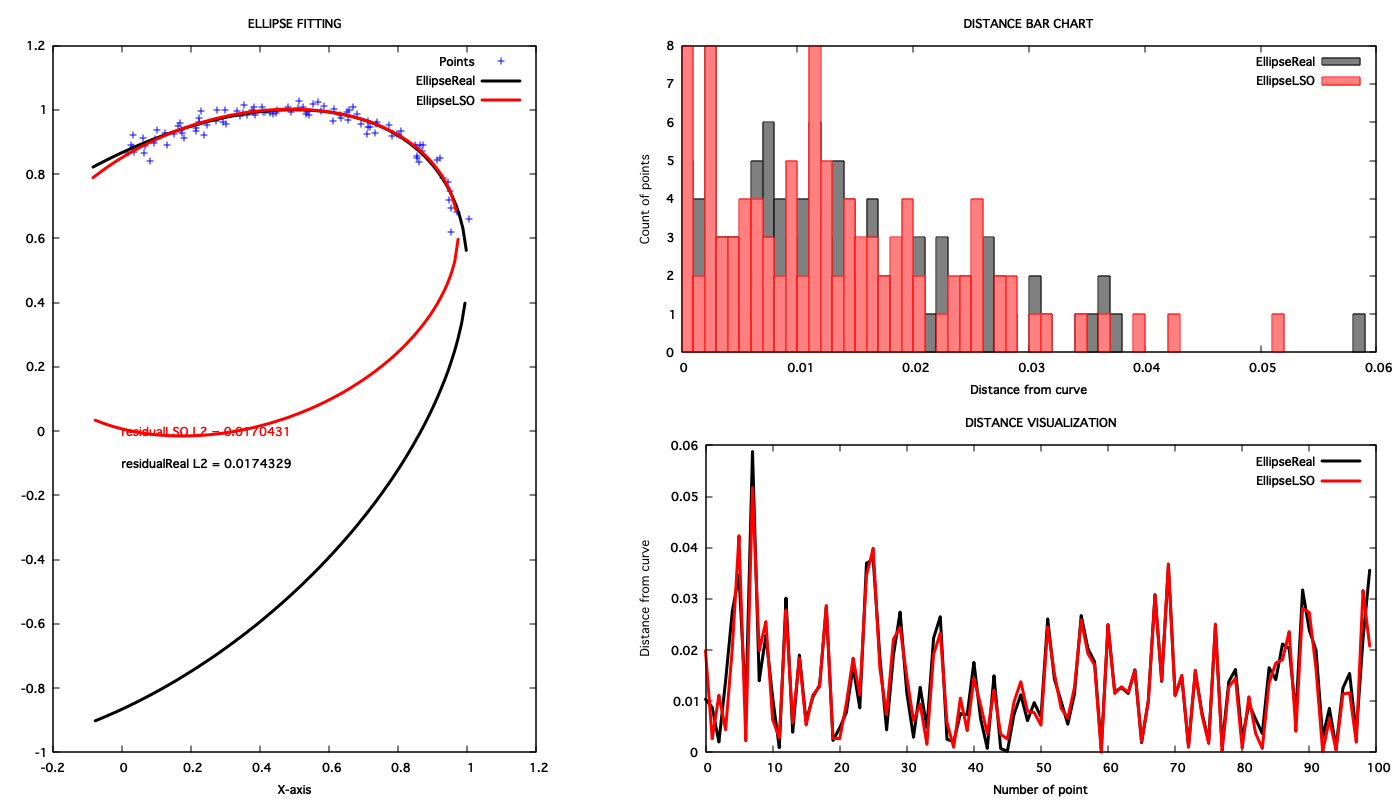 ELLIPSE FITTING
Points
EllipseReal
EllipseLSO
1.2
1
0.8
0.6
0.4
0.2
0
-0.2
-0.4
-0.6
-0.8
-1
residualLSO L2 = 0.0170431
residualReal L2 = 0.0174329
-0.2 0 0.2 0.4 0.6 0.8 1 1.2
X-axis
DISTANCE BAR CHART
EllipseReal
EllipseLSO
8
7
6
5
4
3
2
1
0
Count of points
0 0.01 0.02 0.03 0.04 0.05 0.06
Distance from curve
DISTANCE VISUALIZATION
EllipseReal
EllipseLSO
0.06
0.05
0.04
0.03
0.02
0.01
0
Distance from curve
0 10 20 30 40 50 60 70 80 90 100
Number of point